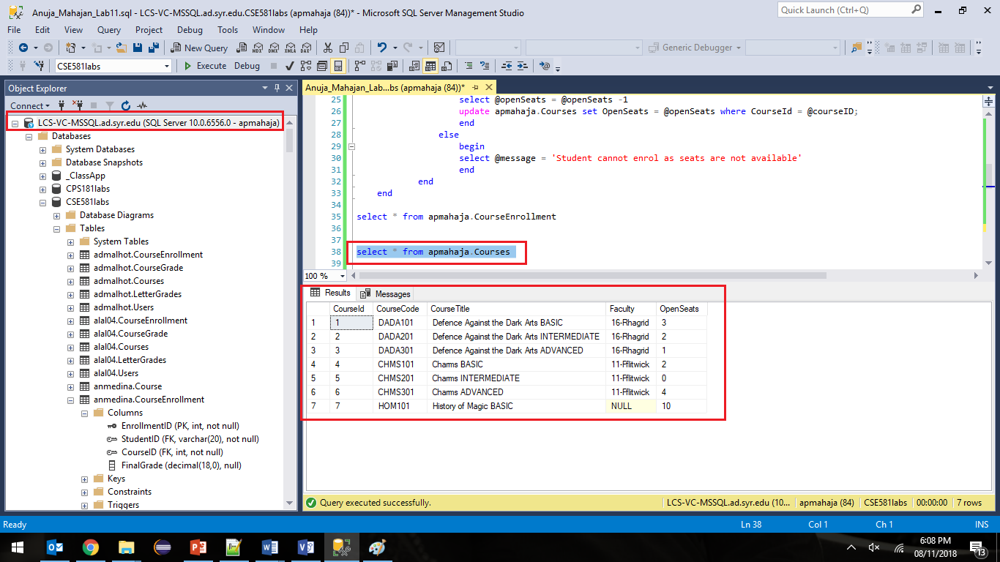 Anuja_Mahajan_Lab11.sql - LCS-VC-MSSQL.ad.syr.edu.CSE581labs (apmahaja (84))* - Microsoft SQL Server Management Studio
Quick Launch (Ctrl+Q)
File Edit View Query Project Debug Tools Window Help
New Query MDX DMX XMLA DAX Generic Debugger
CSE581labs Execute Debug
Object Explorer
Connect
LCS-VC-MSSQL.ad.syr.edu (SQL Server 10.0.6556.0 - apmahaja)
Databases
System Databases
Database Snapshots
_ClassApp
CPS181labs
CSE581labs
Database Diagrams
Tables
System Tables
admalhot.CourseEnrollment
admalhot.CourseGrade
admalhot.Courses
admalhot.LetterGrades
admalhot.Users
alal04.CourseEnrollment
alal04.CourseGrade
alal04.Courses
alal04.LetterGrades
alal04.Users
anmedina.Course
anmedina.CourseEnrollment
Columns
EnrollmentID (PK, int, not null)
StudentID (FK, varchar(20), not null)
CourseID (FK, int, not null)
FinalGrade (decimal(18,0), null)
Keys
Constraints
Triggers
Anuja_Mahajan_Lab...bs (apmahaja (84))*
25 select @openSeats = @openSeats -1
26 update apmahaja.Courses set OpenSeats = @openSeats where CourseId = @courseID;
27 end
28 else
29 begin
30 select @message = 'Student cannot enrol as seats are not available'
31 end
32 end
33 end
34
35 select * from apmahaja.CourseEnrollment
36
37
38 select * from apmahaja.Courses
39
100 %
Results Messages
CourseId CourseCode CourseTitle Faculty OpenSeats
1 1 DADA101 Defence Against the Dark Arts BASIC 16-Rhagrid 3
2 2 DADA201 Defence Against the Dark Arts INTERMEDIATE 16-Rhagrid 2
3 3 DADA301 Defence Against the Dark Arts ADVANCED 16-Rhagrid 1
4 4 CHMS101 Charms BASIC 11-Fflitwick 2
5 5 CHMS201 Charms INTERMEDIATE 11-Fflitwick 0
6 6 CHMS301 Charms ADVANCED 11-Fflitwick 4
7 7 HOM101 History of Magic BASIC NULL 10
Query executed successfully. LCS-VC-MSSQL.ad.syr.edu (10... apmahaja (84) CSE581labs 00:00:00 7 rows
Ready Ln 38 Col 1 Ch 1 INS
6:08 PM
08/11/2018
13